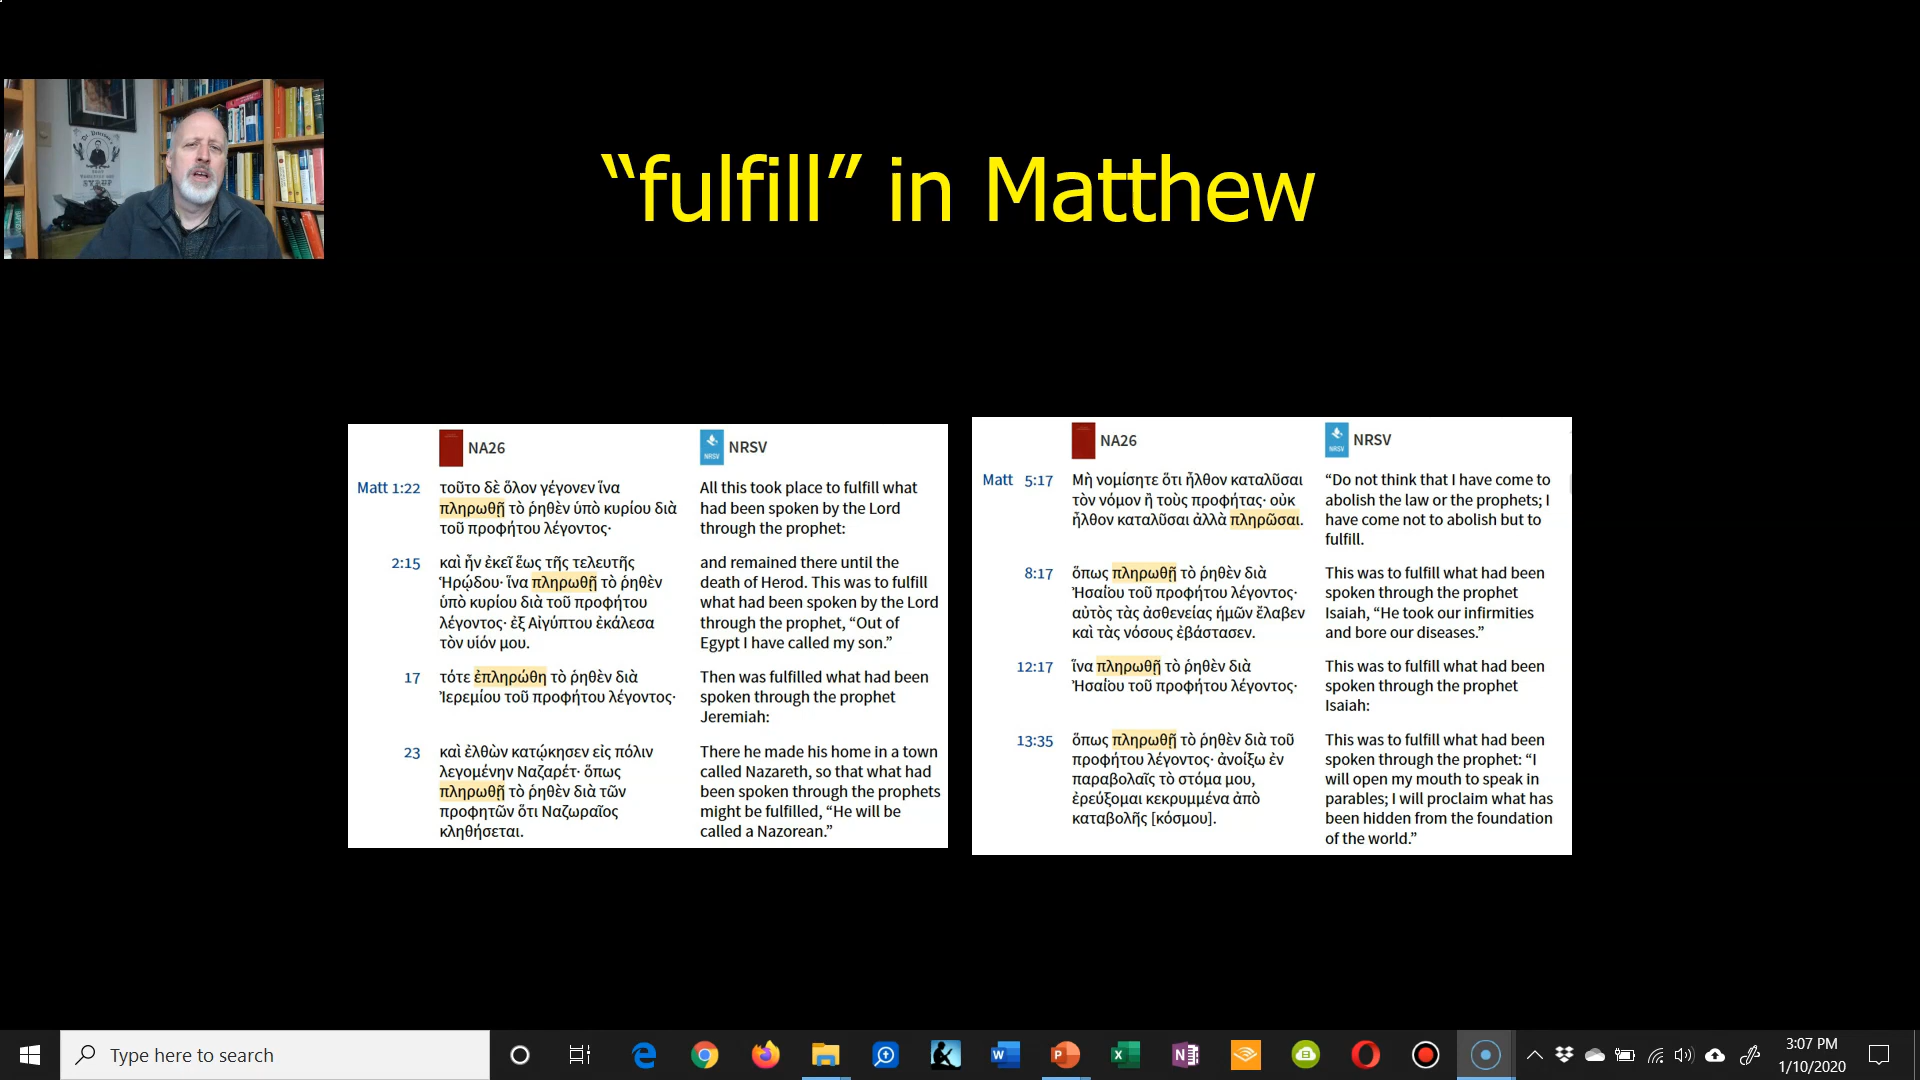 “fulfill” in Matthew
NA26 NRSV
Matt 1:22
τοῦτο δὲ ὅλον γέγονεν ἵνα
πληρωθῇ τὸ ῥηθὲν ὑπὸ κυρίου διὰ
τοῦ προφήτου λέγοντος·
All this took place to fulfill what
had been spoken by the Lord
through the prophet:
2:15
καὶ ἦν ἐκεῖ ἕως τῆς τελευτῆς
Ἡρῴδου· ἵνα πληρωθῇ τὸ ῥηθὲν
ὑπὸ κυρίου διὰ τοῦ προφήτου
λέγοντος· ἐξ Αἰγύπτου ἐκάλεσα
τὸν υἱόν μου.
and remained there until the
death of Herod. This was to fulfill
what had been spoken by the Lord
through the prophet, “Out of
Egypt I have called my son.”
17
τότε ἐπληρώθη τὸ ῥηθὲν διὰ
Ἰερεμίου τοῦ προφήτου λέγοντος·
Then was fulfilled what had been
spoken through the prophet
Jeremiah:
23
καὶ ἐλθὼν κατῴκησεν εἰς πόλιν
λεγομένην Ναζαρέτ· ὅπως
πληρωθῇ τὸ ῥηθὲν διὰ τῶν
προφητῶν ὅτι Ναζωραῖος
κληθήσεται.
There he made his home in a town
called Nazareth, so that what had
been spoken through the prophets
might be fulfilled, “He will be
called a Nazorean.”
NA26 NRSV
Matt 5:17
Μὴ νομίσητε ὅτι ἦλθον καταλῦσαι
τὸν νόμον ἢ τοὺς προφήτας· οὐκ
ἦλθον καταλῦσαι ἀλλὰ πληρῶσαι.
“Do not think that I have come to
abolish the law or the prophets; I
have come not to abolish but to
fulfill.
8:17
ὅπως πληρωθῇ τὸ ῥηθὲν διὰ
Ἠσαΐου τοῦ προφήτου λέγοντος·
αὐτὸς τὰς ἀσθενείας ἡμῶν ἔλαβεν
καὶ τὰς νόσους ἐβάστασεν.
This was to fulfill what had been
spoken through the prophet
Isaiah, “He took our infirmities
and bore our diseases.”
12:17
ἵνα πληρωθῇ τὸ ῥηθὲν διὰ
Ἠσαΐου τοῦ προφήτου λέγοντος·
This was to fulfill what had been
spoken through the prophet
Isaiah:
13:35
ὅπως πληρωθῇ τὸ ῥηθὲν διὰ τοῦ
προφήτου λέγοντος· ἀνοίξω ἐν
παραβολαῖς τὸ στόμα μου,
ἐρεύξομαι κεκρυμμένα ἀπὸ
καταβολῆς [κόσμου].
This was to fulfill what had been
spoken through the prophet: “I
will open my mouth to speak in
parables; I will proclaim what has
been hidden from the foundation
of the world.”
Type here to search
3:07 PM
1/10/2020